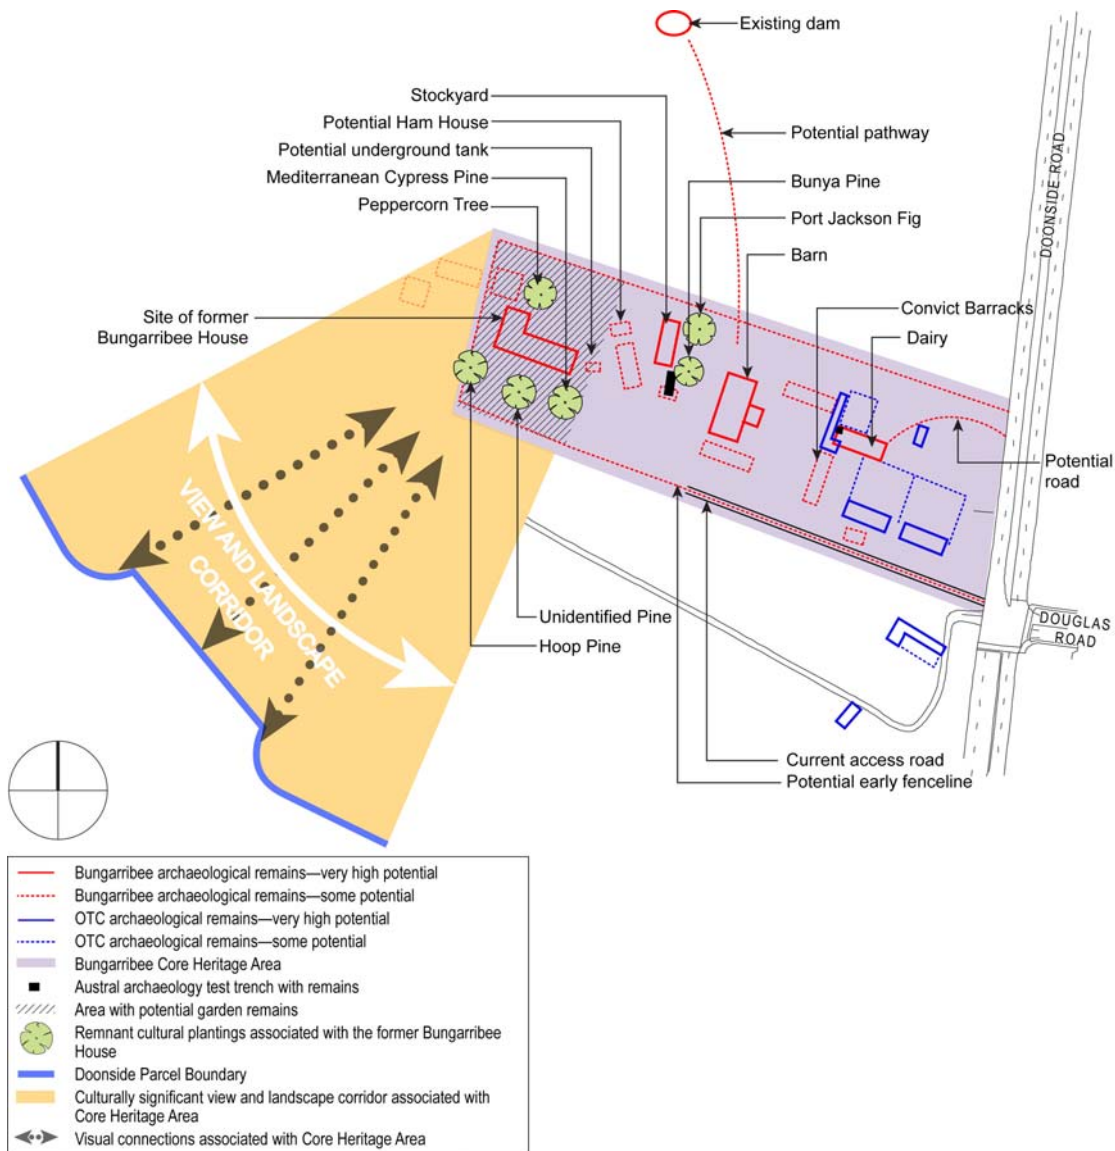 Existing dam
Stockyard
Potential Ham House
Potential pathway
Potential underground tank
Mediterranean Cypress Pine
Bunya Pine
Peppercorn Tree
Port Jackson Fig
Barn
DOONSIDE ROAD
Convict Barracks
Site of former
Bungarribee House
Dairy
Potential
road
VIEW AND LANDSCAPE
CORRIDOR
Unidentified Pine
Hoop Pine
DOUGLAS
ROAD
Current access road
Potential early fenceline
Bungarribee archaeological remains—very high potential
Bungarribee archaeological remains—some potential
OTC archaeological remains—very high potential
OTC archaeological remains—some potential
Bungarribee Core Heritage Area
Austral archaeology test trench with remains
Area with potential garden remains
Remnant cultural plantings associated with the former Bungarribee
House
Doonside Parcel Boundary
Culturally significant view and landscape corridor associated with
Core Heritage Area
Visual connections associated with Core Heritage Area